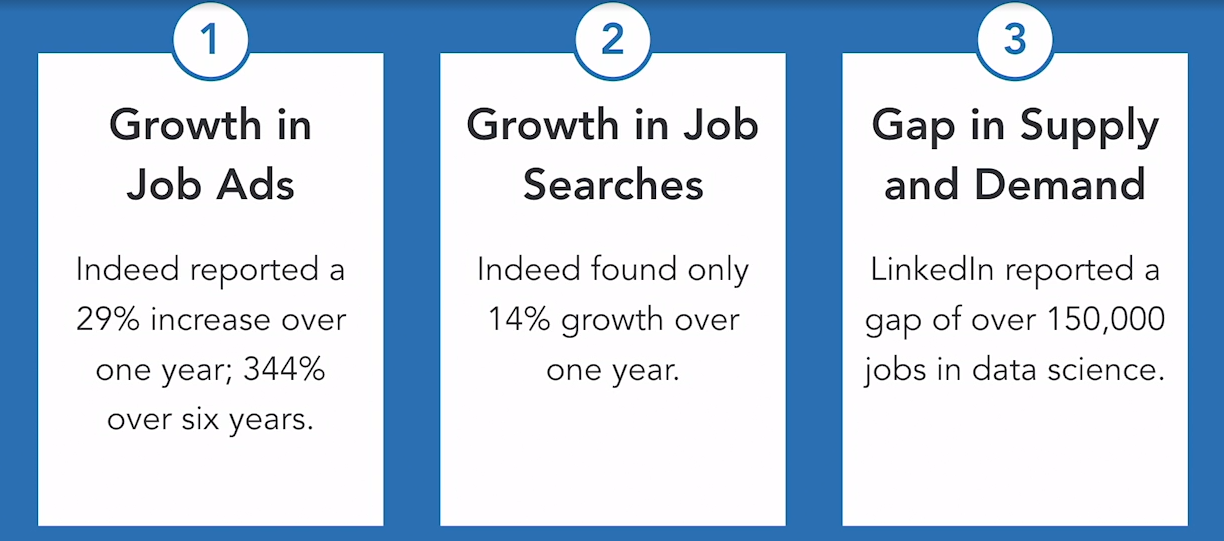 1
Growth in
Job Ads
Indeed reported a
29% increase over
one year; 344%
over six years.
2
Growth in Job
Searches
Indeed found only
14% growth over
one year.
3
Gap in Supply
and Demand
LinkedIn reported a
gap of over 150,000
jobs in data science.